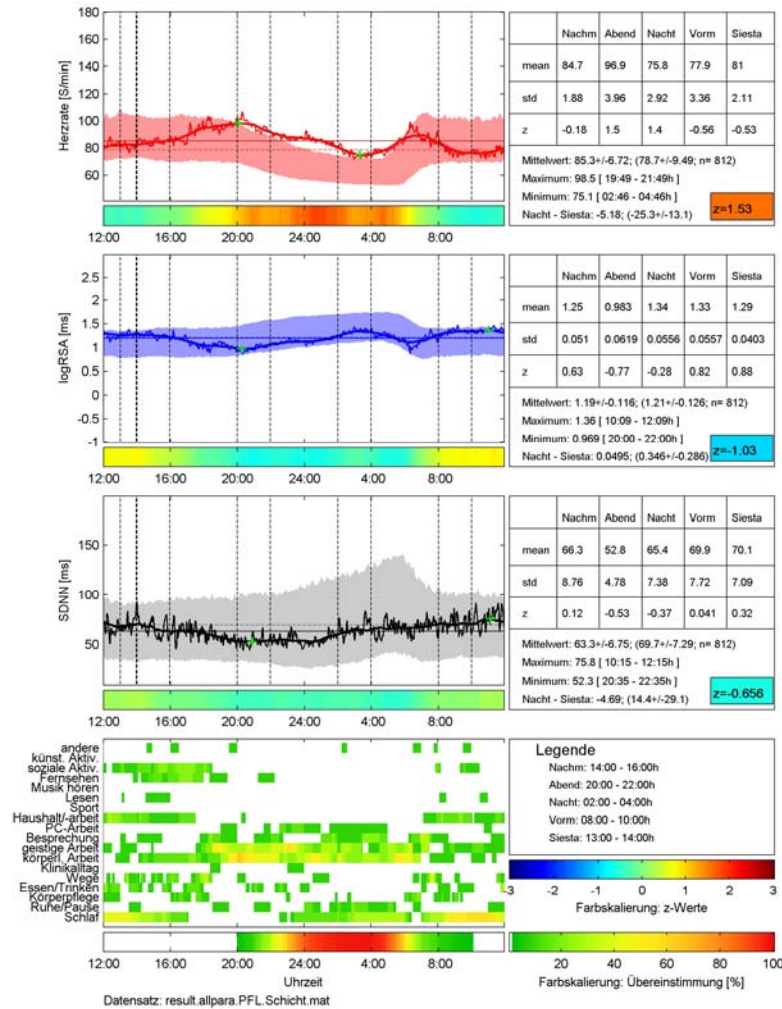 180
160
140
120
100
80
60
Herzrate [S/min]
12:00 16:00 20:00 24:00 4:00 8:00
Nachm Abend Nacht Vorm Siesta
mean 84.7 96.9 75.8 77.9 81
std 1.88 3.96 2.92 3.36 2.11
z -0.18 1.5 1.4 -0.56 -0.53
Mittelwert: 85.3+/-6.72; (78.7+/-9.49; n= 812)
Maximum: 98.5 [ 19:49 - 21:49h ]
Minimum: 75.1 [ 02:46 - 04:46h ]
Nacht - Siesta: -5.18; (-25.3+/-13.1)
z=1.53
2.5
2
1.5
1
0.5
0
-0.5
-1
logRSA [ms]
12:00 16:00 20:00 24:00 4:00 8:00
Nachm Abend Nacht Vorm Siesta
mean 1.25 0.983 1.34 1.33 1.29
std 0.051 0.0619 0.0556 0.0557 0.0403
z 0.63 -0.77 -0.28 0.82 0.88
Mittelwert: 1.19+/-0.116; (1.21+/-0.126; n= 812)
Maximum: 1.36 [ 10:09 - 12:09h ]
Minimum: 0.969 [ 20:00 - 22:00h ]
Nacht - Siesta: 0.0495; (0.346+/-0.286)
z=-1.03
150
100
50
SDNN [ms]
12:00 16:00 20:00 24:00 4:00 8:00
Nachm Abend Nacht Vorm Siesta
mean 66.3 52.8 65.4 69.9 70.1
std 8.76 4.78 7.38 7.72 7.09
z 0.12 -0.53 -0.37 0.041 0.32
Mittelwert: 63.3+/-6.75; (69.7+/-7.29; n= 812)
Maximum: 75.8 [ 10:15 - 12:15h ]
Minimum: 52.3 [ 20:35 - 22:35h ]
Nacht - Siesta: -4.69; (14.4+/-29.1)
z=-0.656
andere
künst. Aktiv.
soziale Aktiv.
Fernsehen
Musik hören
Lesen
Sport
Haushalt/-arbeit
PC-Arbeit
Besprechung
geistige Arbeit
körperl. Arbeit
Klinikalltag
Wege
Essen/Trinken
Körperpflege
Ruhe/Pause
Schlaf
12:00 16:00 20:00 24:00 4:00 8:00
Uhrzeit
Datensatz: result.allpara.PFL.Schicht.mat
Legende
Nachm: 14:00 - 16:00h
Abend: 20:00 - 22:00h
Nacht: 02:00 - 04:00h
Vorm: 08:00 - 10:00h
Siesta: 13:00 - 14:00h
-3 -2 -1 0 1 2 3
Farbskalierung: z-Werte
20 40 60 80 100
Farbskalierung: Übereinstimmung [%]